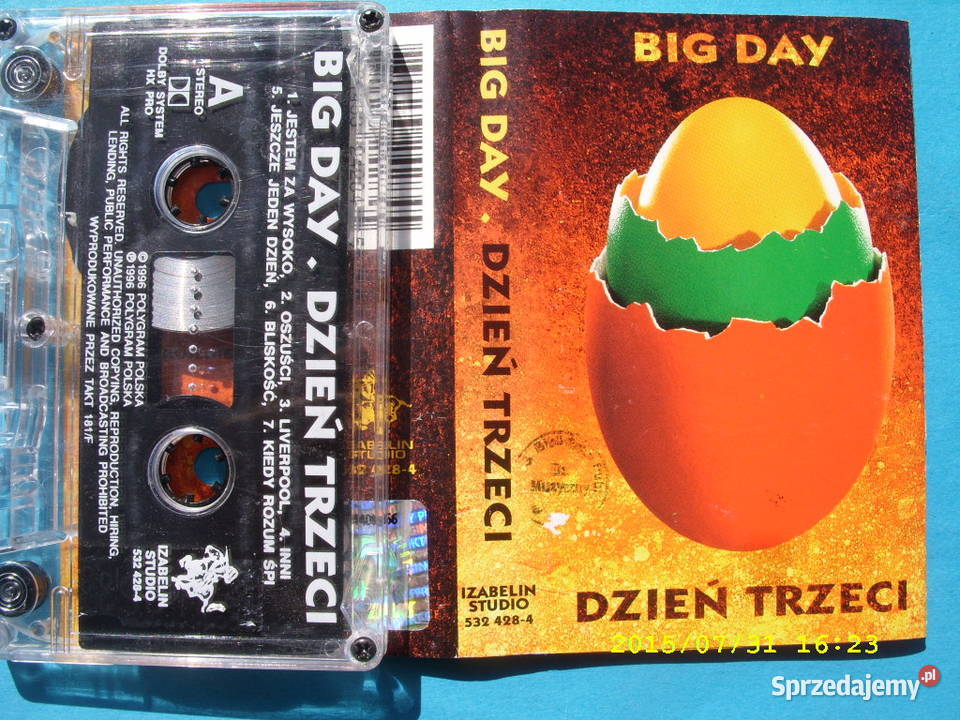 BIG DAY · DZIEŃ TRZECI
1. JESTEM ZA WYSOKO, 2. OSZUŚCI, 3. LIVERPOOL, 4. INNI
5. JESZCZE JEDEN DZIEŃ, 6. BLISKOŚĆ, 7. KIEDY ROZUM ŚPI
A
STEREO
DOLBY SYSTEM
HX PRO
℗ 1996 POLYGRAM POLSKA
© 1996 POLYGRAM POLSKA
ALL RIGHTS RESERVED, UNAUTHORIZED COPYING, REPRODUCTION, HIRING,
LENDING, PUBLIC PERFORMANCE AND BROADCASTING PROHIBITED
WYPRODUKOWANE PRZEZ TAKT 181/F
IZABELIN
STUDIO
532 428-4
IZABELIN
STUDIO
32 428-4
BIG DAY · DZIEŃ TRZECI
IZABELIN
STUDIO
532 428-4
BIG DAY
Muzyczny
DZIEŃ TRZECI
2015/07/31 16:23
Sprzedajemy.pl